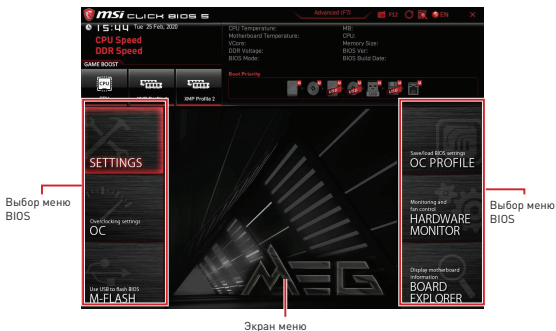 msi CLICK BIOS 5
Advanced (F7)
F12
EN
X
15:44 Tue 25 Feb, 2020
CPU Speed
DDR Speed
CPU Temperature:
Motherboard Temperature:
VCore:
DDR Voltage:
BIOS Mode:
MB:
CPU:
Memory Size:
BIOS Ver:
BIOS Build Date:
GAME BOOST
Boot Priority
CPU
XMP Profile 2
USB
USB
USB
SETTINGS
Overclocking settings
OC
Use USB to flash BIOS
M-FLASH
Save/load BIOS settings
OC PROFILE
Monitoring and
fan control
HARDWARE
MONITOR
Display motherboard
information
BOARD
EXPLORER
MEG
Выбор меню
BIOS
Выбор меню
BIOS
Экран меню